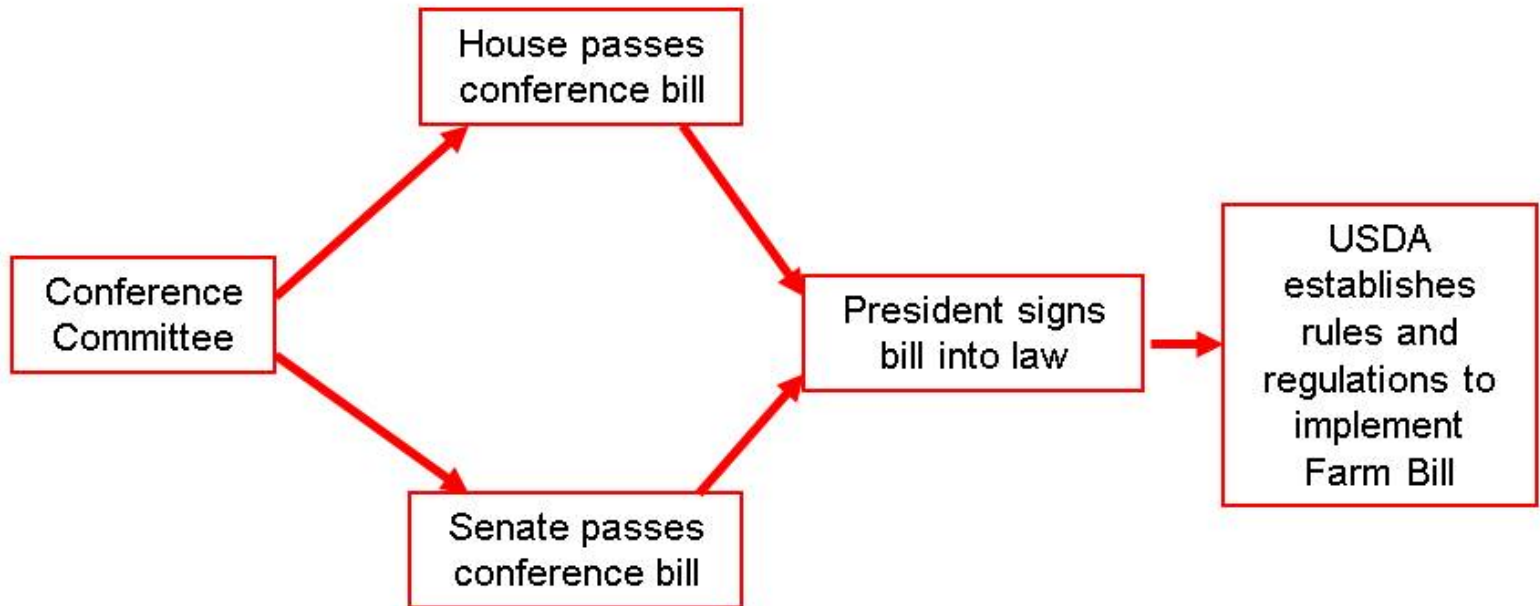 House passes
conference bill
Conference
Committee
President signs
bill into law
USDA
establishes
rules and
regulations to
implement
Farm Bill
Senate passes
conference bill